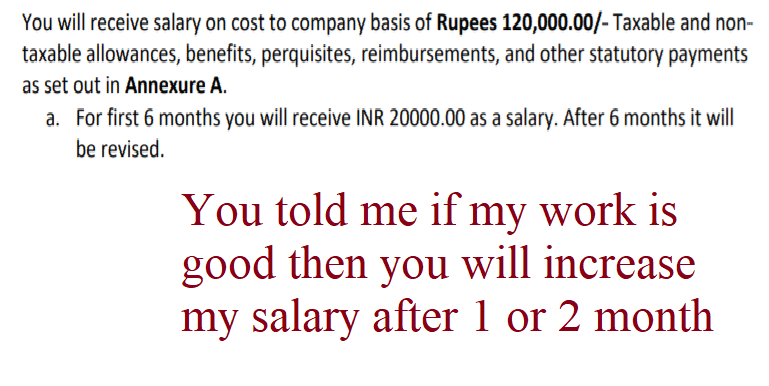 You will receive salary on cost to company basis of Rupees 120,000.00/- Taxable and non-
taxable allowances, benefits, perquisites, reimbursements, and other statutory payments
as set out in Annexure A.
a. For first 6 months you will receive INR 20000.00 as a salary. After 6 months it will
be revised.
You told me if my work is
good then you will increase
my salary after 1 or 2 month